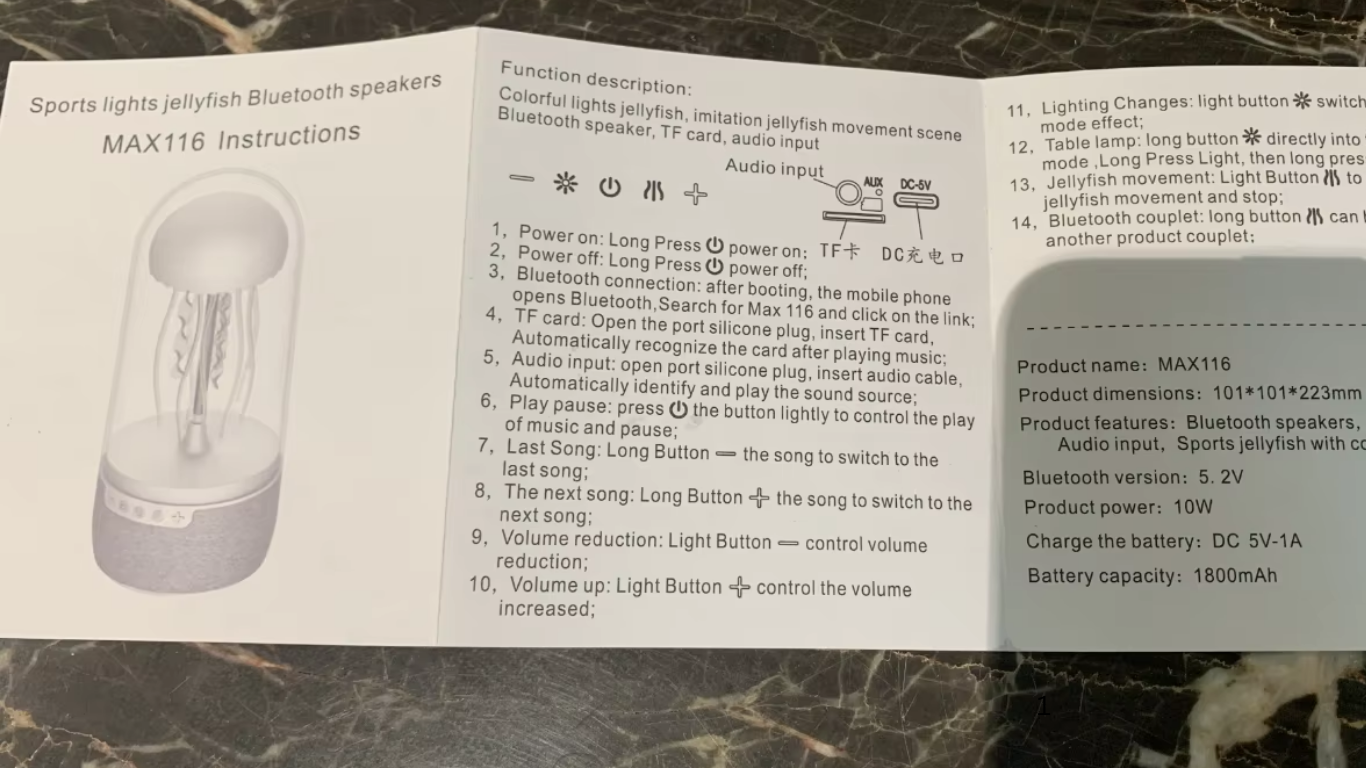 Sports lights jellyfish Bluetooth speakers
MAX116 Instructions
Function description:
Colorful lights jellyfish, imitation jellyfish movement scene
Bluetooth speaker, TF card, audio input
Audio input
AUX
DC-5V
TF卡
DC充电口
1, Power on: Long Press power on;
2, Power off: Long Press power off;
3, Bluetooth connection: after booting, the mobile phone
opens Bluetooth,Search for Max 116 and click on the link;
4, TF card: Open the port silicone plug, insert TF card,
Automatically recognize the card after playing music;
5, Audio input: open port silicone plug, insert audio cable,
Automatically identify and play the sound source;
6, Play pause: press the button lightly to control the play
of music and pause;
7, Last Song: Long Button — the song to switch to the
last song;
8, The next song: Long Button + the song to switch to the
next song;
9, Volume reduction: Light Button — control volume
reduction;
10, Volume up: Light Button + control the volume
increased;
11, Lighting Changes: light button switch
mode effect;
12, Table lamp: long button directly into
mode ,Long Press Light, then long pres
13, Jellyfish movement: Light Button to
jellyfish movement and stop;
14, Bluetooth couplet: long button can
another product couplet;
Product name: MAX116
Product dimensions: 101*101*223mm
Product features: Bluetooth speakers,
Audio input, Sports jellyfish with co
Bluetooth version: 5. 2V
Product power: 10W
Charge the battery: DC 5V-1A
Battery capacity: 1800mAh
1